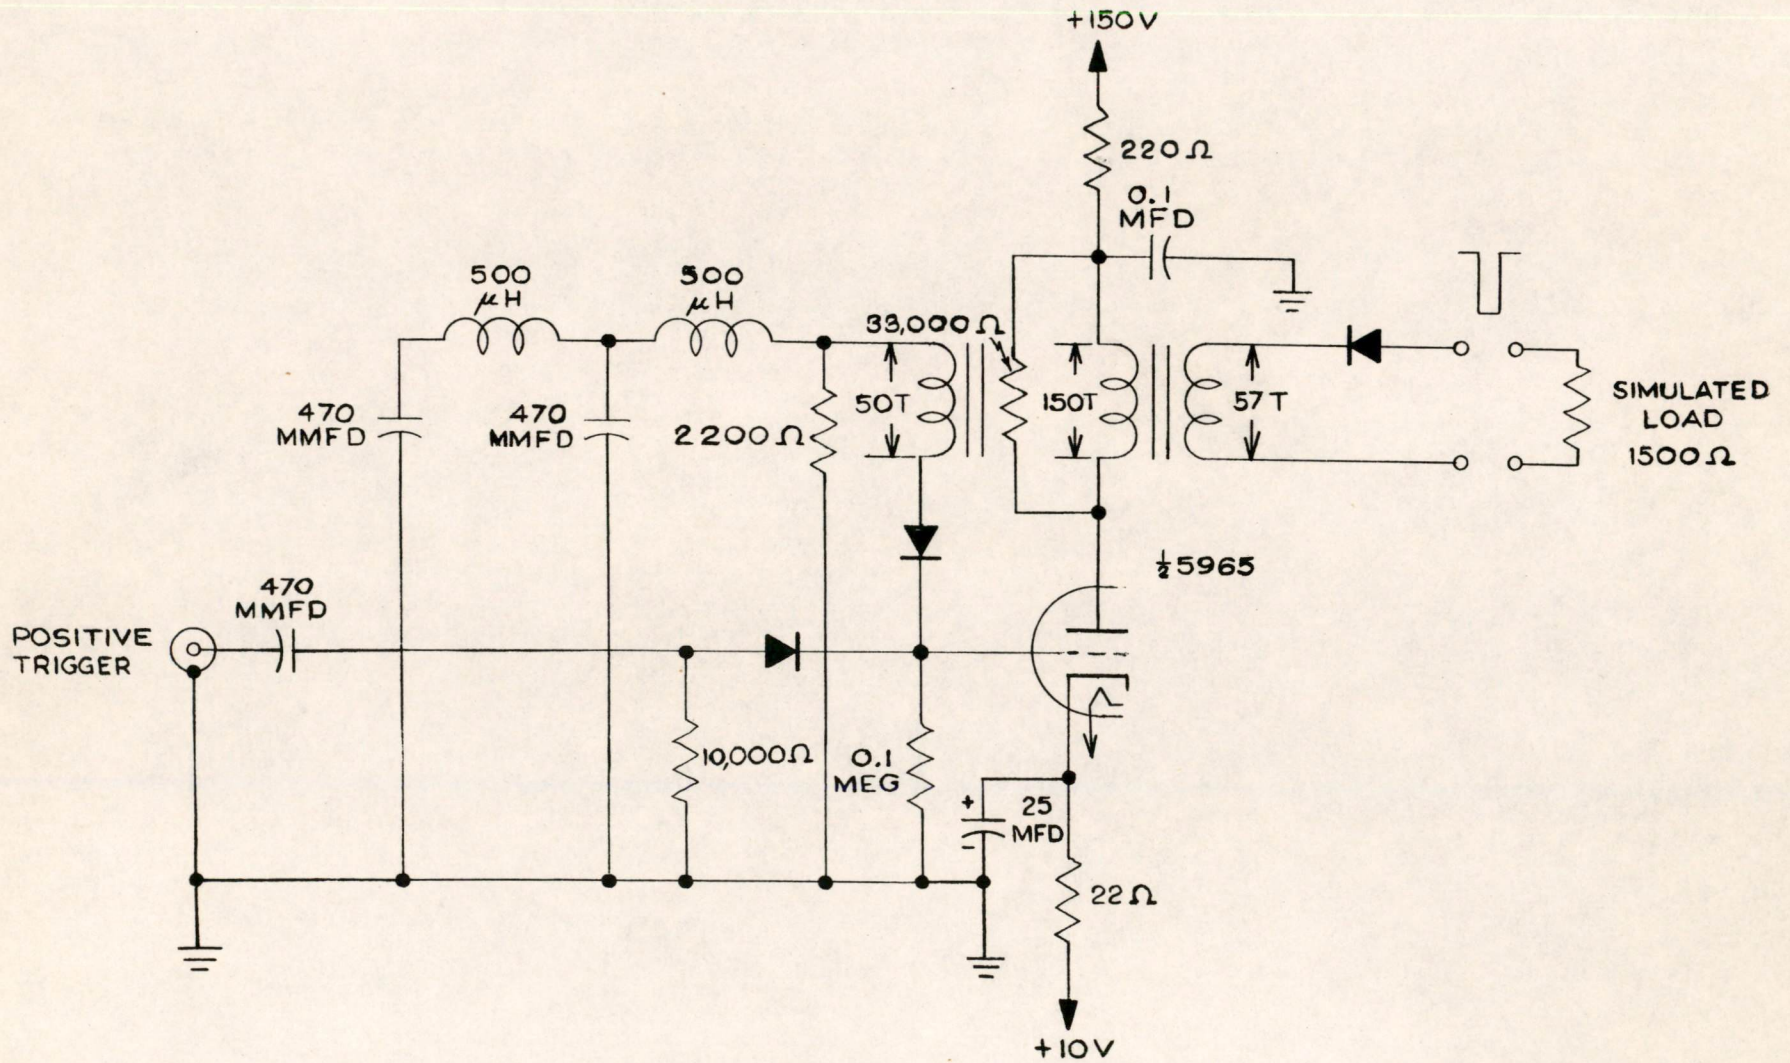 +150V
220Ω
0.1
MFD
500
μH
500
μH
33,000Ω
470
MMFD
470
MMFD
2200Ω
50T
150T
57T
SIMULATED
LOAD
1500Ω
½5965
470
MMFD
POSITIVE
TRIGGER
10,000Ω
0.1
MEG
+
25
MFD
-
22Ω
+10V